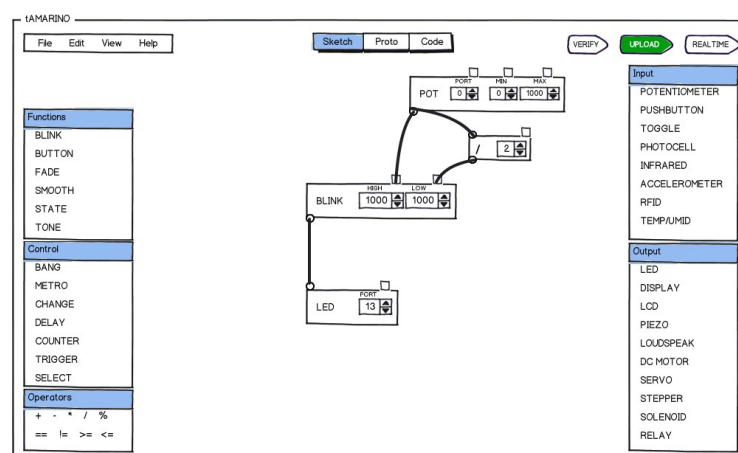 tAMARINO
File Edit View Help
Sketch Proto Code
VERIFY UPLOAD REALTIME
Functions
BLINK
BUTTON
FADE
SMOOTH
STATE
TONE
Control
BANG
METRO
CHANGE
DELAY
COUNTER
TRIGGER
SELECT
Operators
+ - * / %
== != >= <=
PORT MIN MAX
POT 0 0 1000
/ 2
HIGH LOW
BLINK 1000 1000
PORT
LED 13
Input
POTENTIOMETER
PUSHBUTTON
TOGGLE
PHOTOCELL
INFRARED
ACCELEROMETER
RFID
TEMP/UMID
Output
LED
DISPLAY
LCD
PIEZO
LOUDSPEAK
DC MOTOR
SERVO
STEPPER
SOLENOID
RELAY